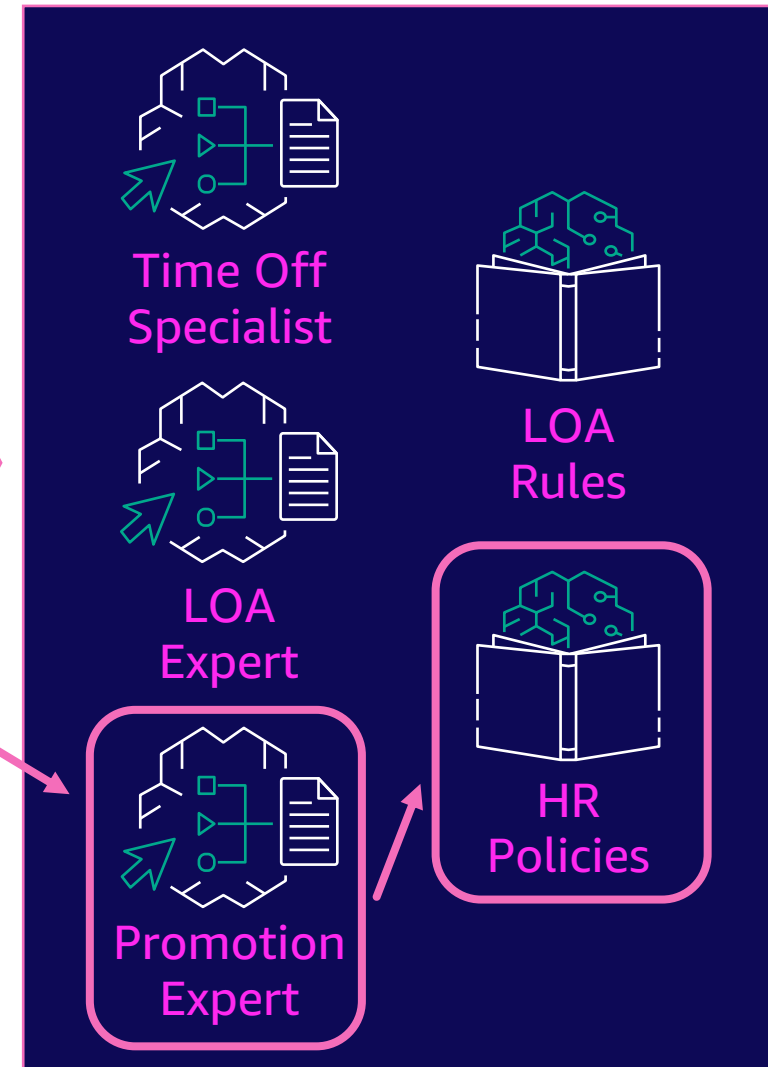 Time Off
Specialist
LOA
Rules
LOA
Expert
HR
Policies
Promotion
Expert